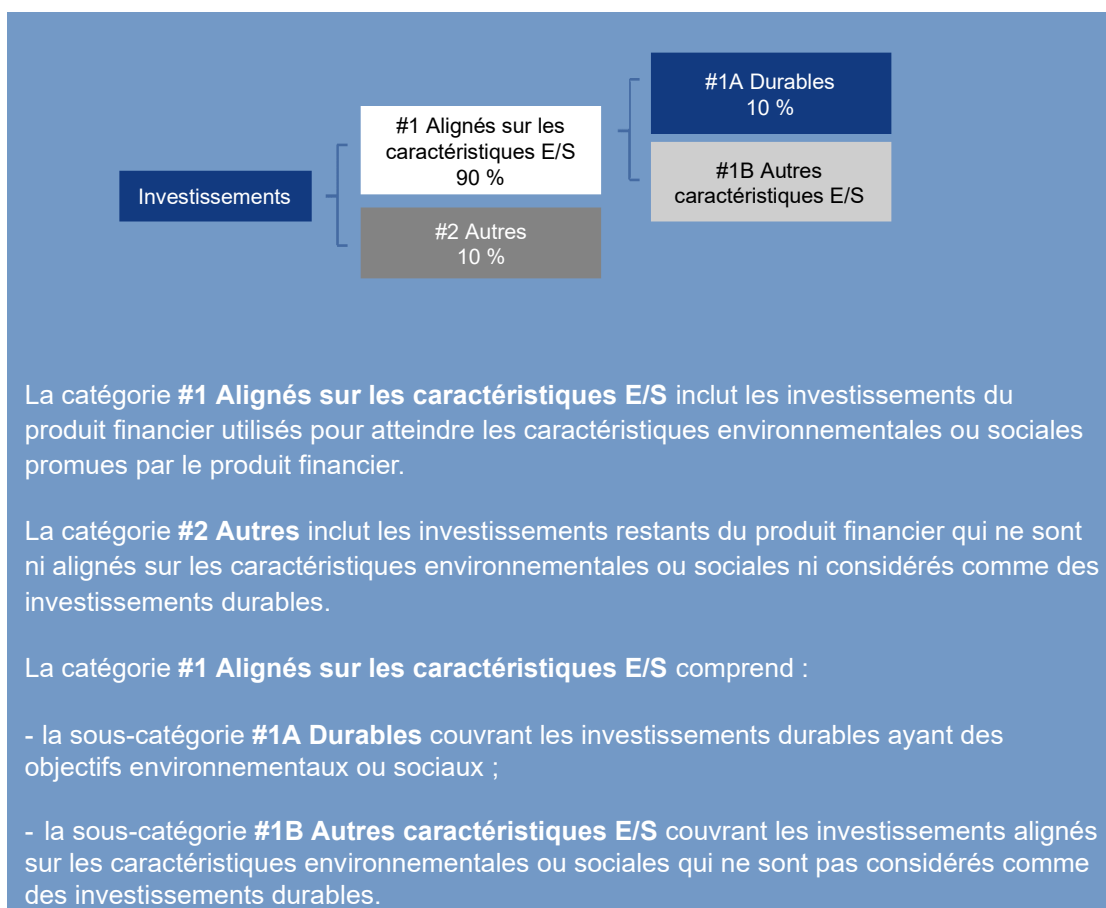 Investissements
#1 Alignés sur les
caractéristiques E/S
90 %
#2 Autres
10 %
#1A Durables
10 %
#1B Autres
caractéristiques E/S
La catégorie #1 Alignés sur les caractéristiques E/S inclut les investissements du
produit financier utilisés pour atteindre les caractéristiques environnementales ou sociales
promues par le produit financier.
La catégorie #2 Autres inclut les investissements restants du produit financier qui ne sont
ni alignés sur les caractéristiques environnementales ou sociales ni considérés comme des
investissements durables.
La catégorie #1 Alignés sur les caractéristiques E/S comprend :
- la sous-catégorie #1A Durables couvrant les investissements durables ayant des
objectifs environnementaux ou sociaux ;
- la sous-catégorie #1B Autres caractéristiques E/S couvrant les investissements alignés
sur les caractéristiques environnementales ou sociales qui ne sont pas considérés comme
des investissements durables.